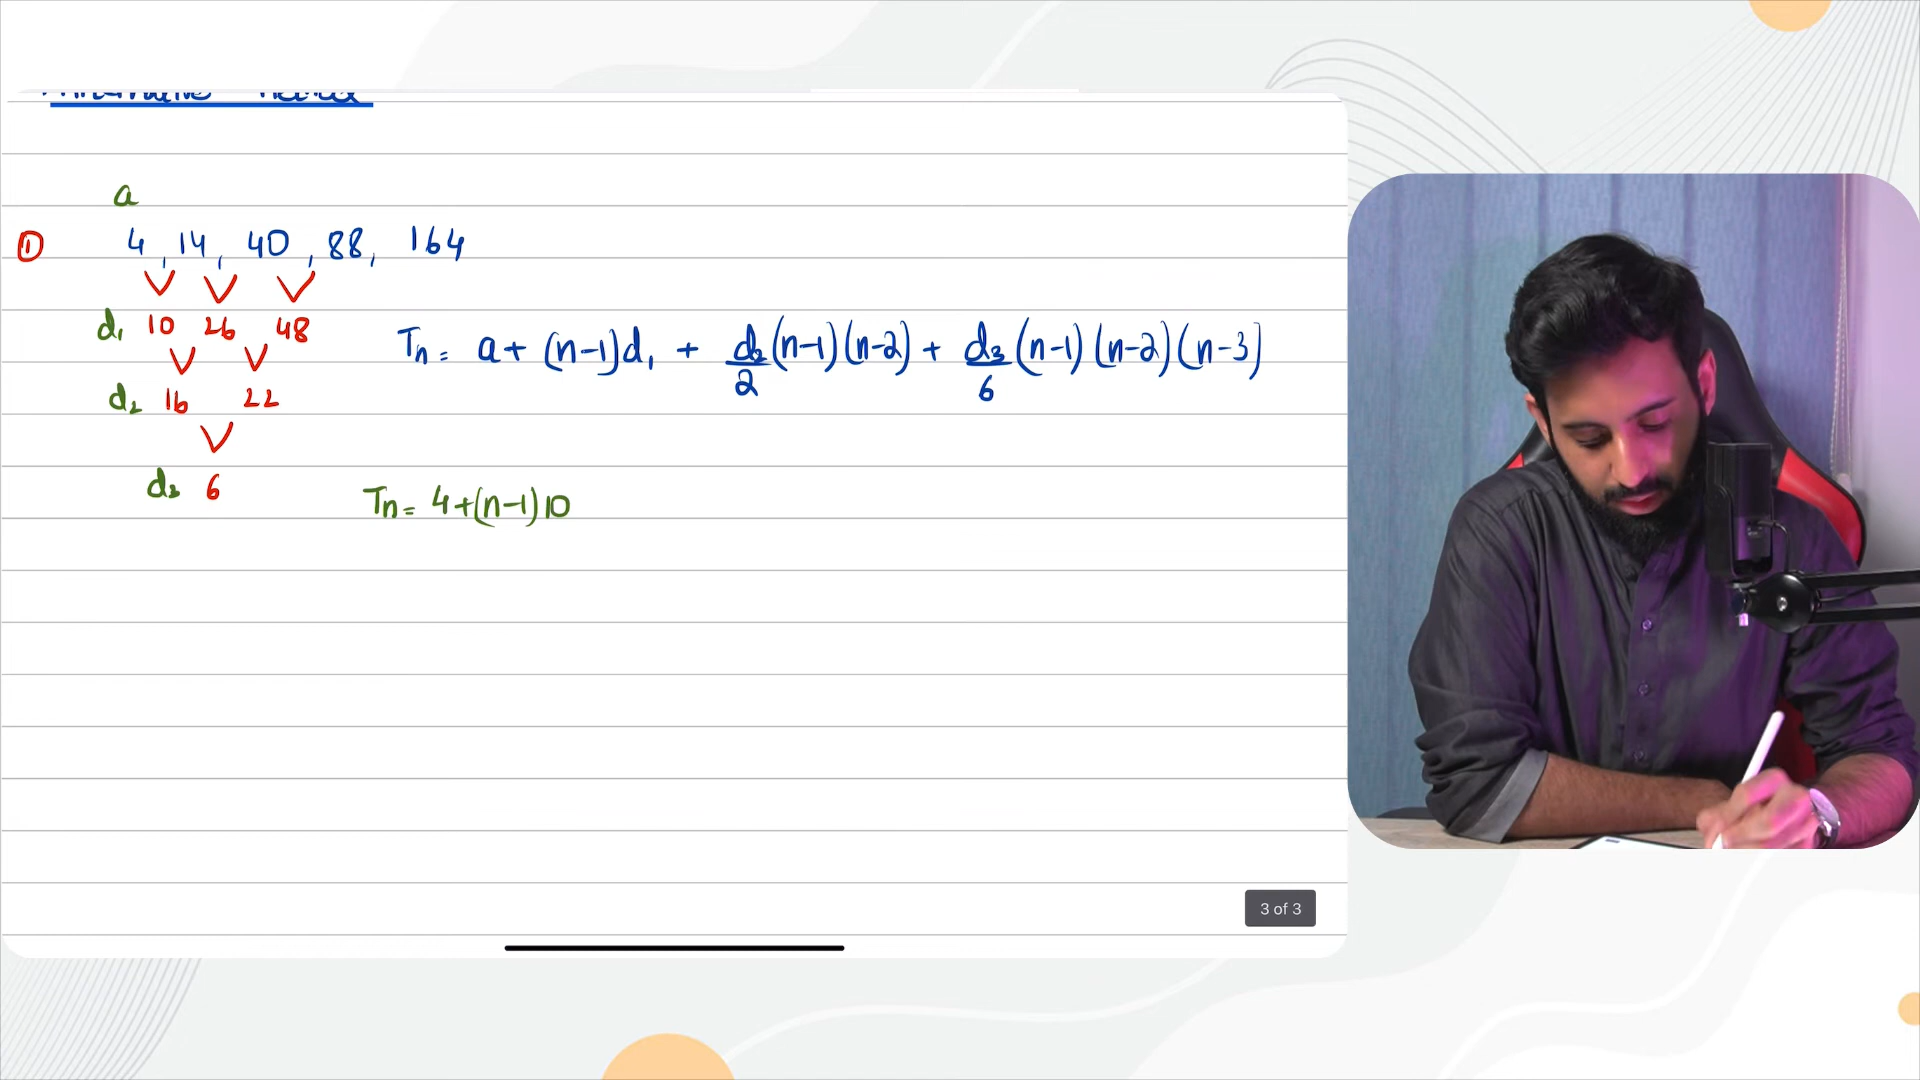 a
① 4, 14, 40, 88, 164
d₁ 10 26 48
Tn = a + (n-1)d₁ + d₂/2 (n-1)(n-2) + d₃/6 (n-1)(n-2)(n-3)
d₂ 16 22
d₃ 6
Tn = 4+(n-1)10
3 of 3